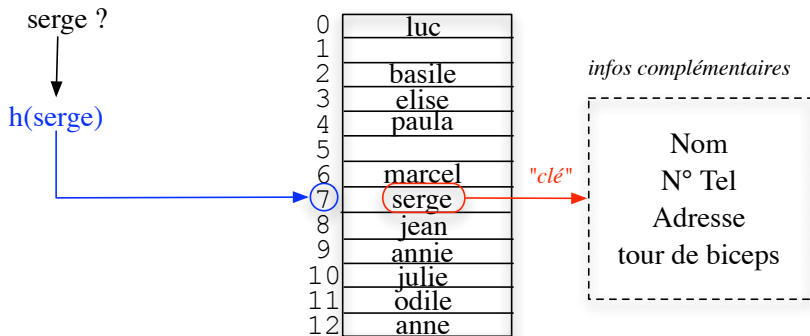 serge ?
h(serge)
0 luc
1
2 basile
3 elise
4 paula
5
6 marcel
7 serge
8 jean
9 annie
10 julie
11 odile
12 anne
"clé"
infos complémentaires
Nom
N° Tel
Adresse
tour de biceps